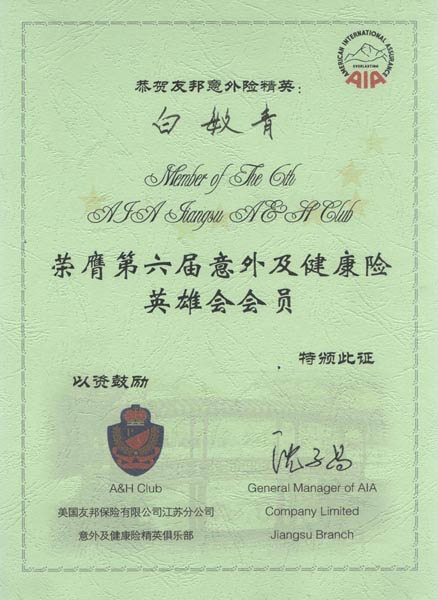 AMERICAN INTERNATIONAL ASSURANCE
EVERLASTING
AIA
恭贺友邦意外险精英：
白敏青
Member of The 6th
AIA Jiangsu A&H Club
荣膺第六届意外及健康险
英雄会会员
特颁此证
以资鼓励
A&H Club
美国友邦保险有限公司江苏分公司
意外及健康险精英俱乐部
General Manager of AIA
Company Limited
Jiangsu Branch